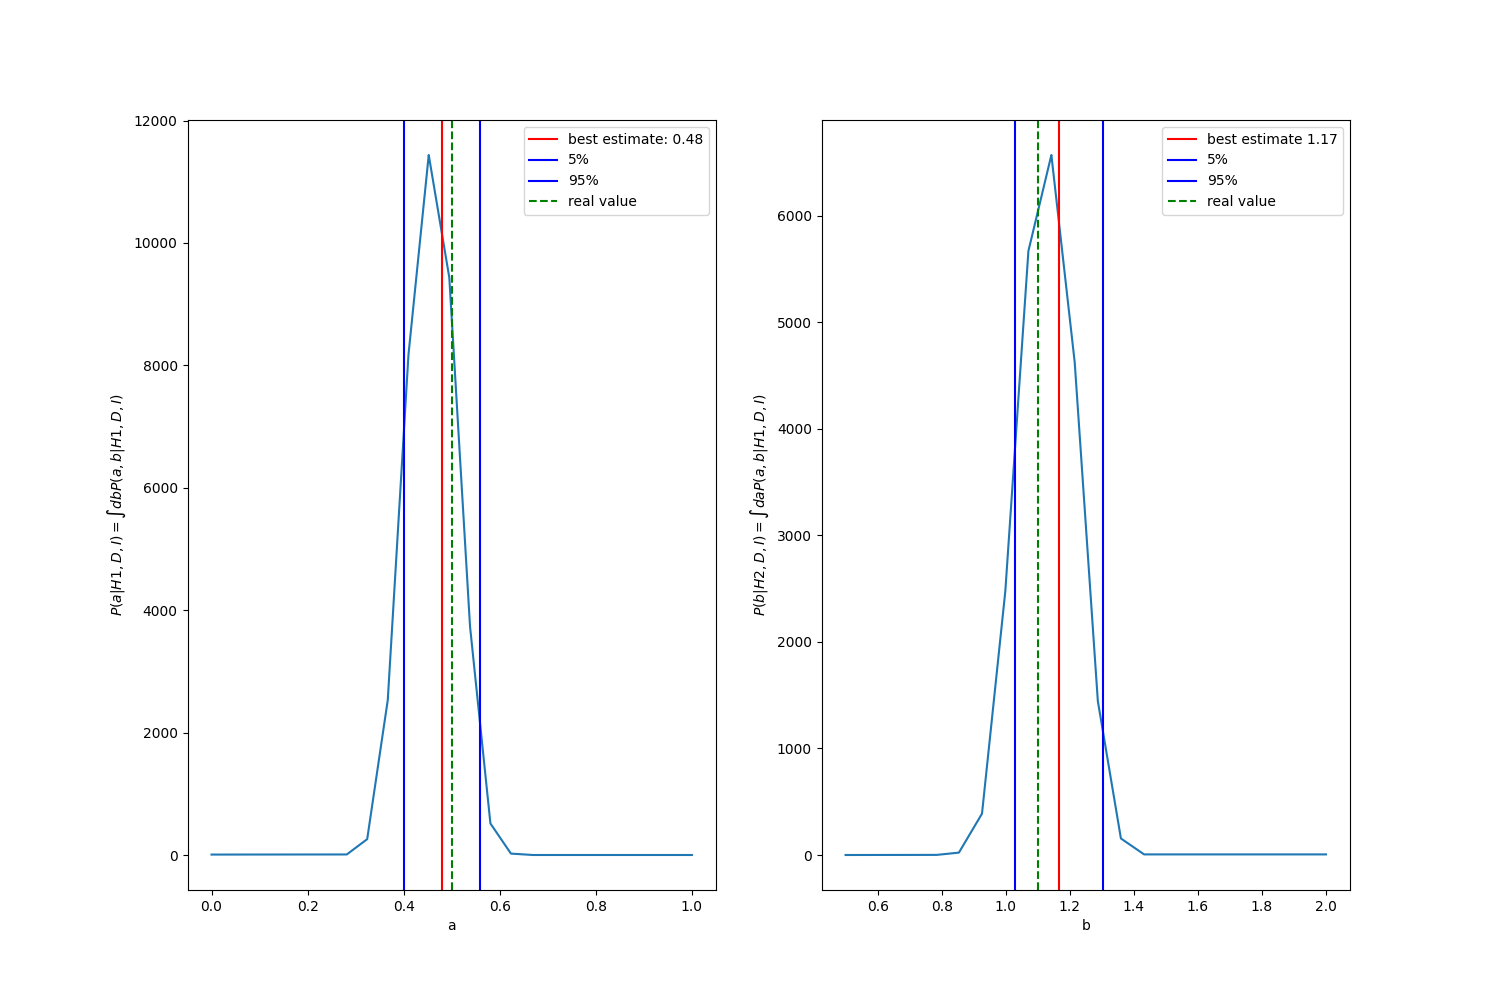 12000
10000
8000
6000
4000
2000
0
0.0 0.2 0.4 0.6 0.8 1.0
a
P(a|H1, D, I) = ∫ dbP(a, b|H1, D, I)
best estimate: 0.48
5%
95%
real value
6000
5000
4000
3000
2000
1000
0
0.6 0.8 1.0 1.2 1.4 1.6 1.8 2.0
b
P(b|H2, D, I) = ∫ daP(a, b|H1, D, I)
best estimate 1.17
5%
95%
real value